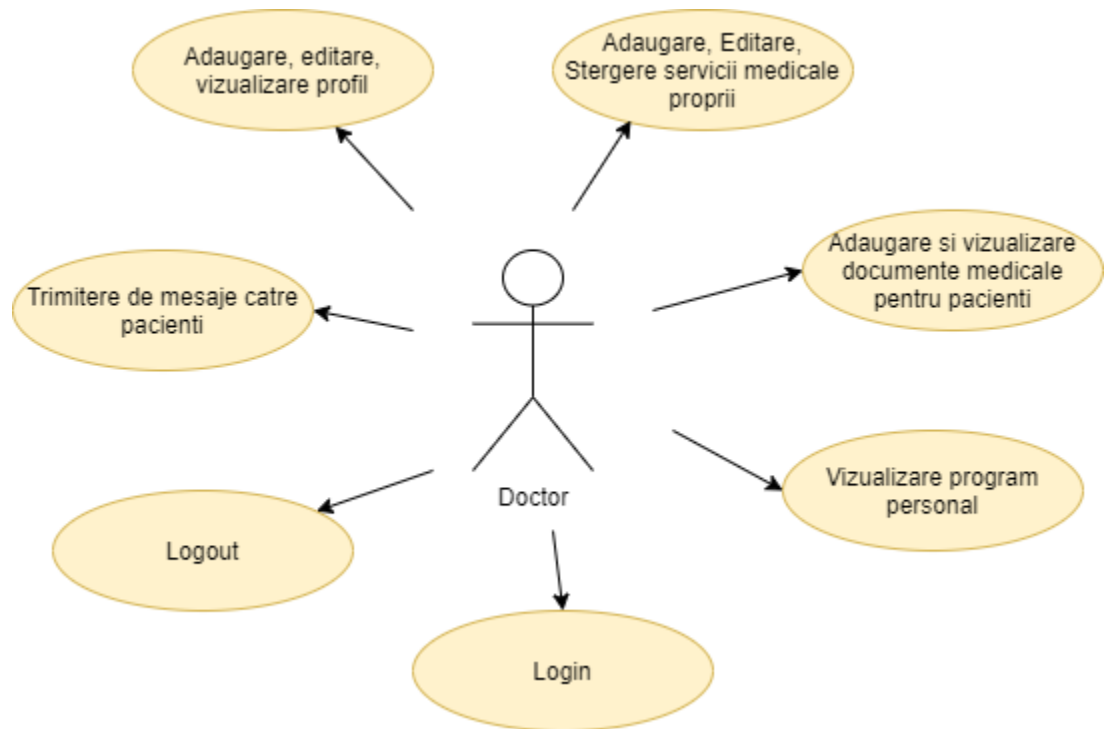 Adaugare, editare,
vizualizare profil
Adaugare, Editare,
Stergere servicii medicale
proprii
Adaugare si vizualizare
documente medicale
pentru pacienti
Trimitere de mesaje catre
pacienti
Vizualizare program
personal
Doctor
Logout
Login